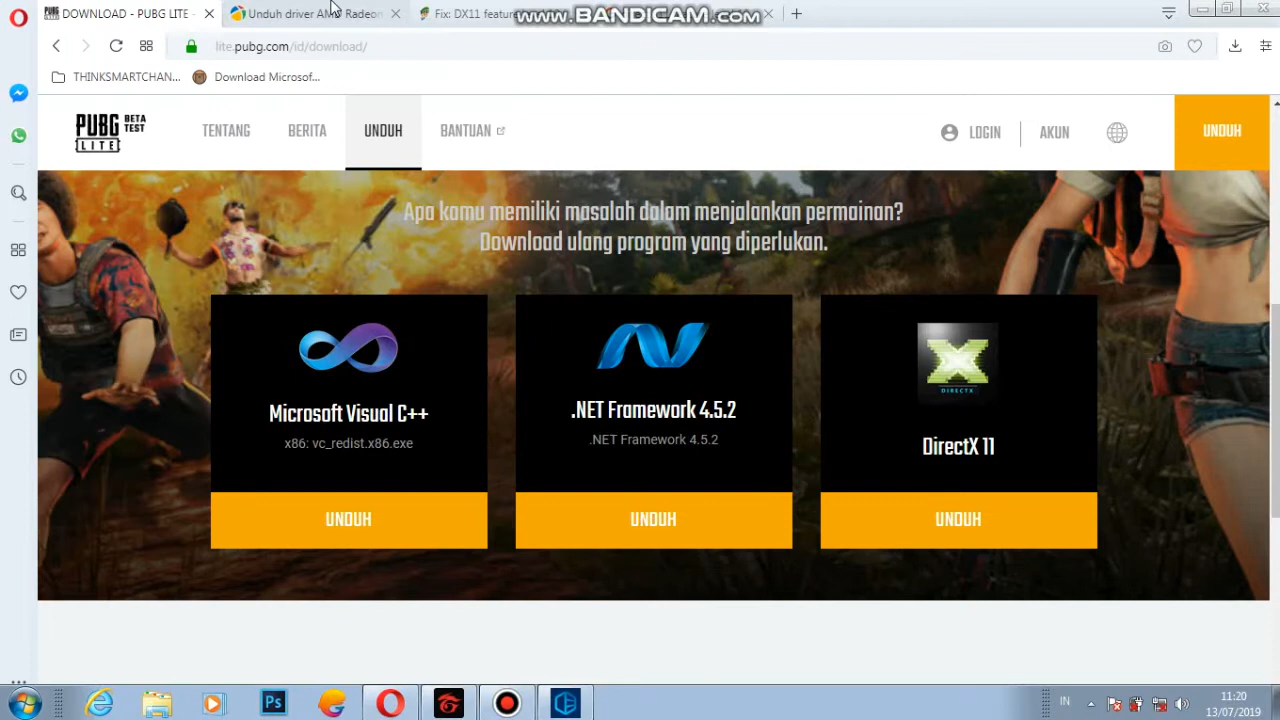 DOWNLOAD - PUBG LITE -
Unduh driver AMD Radeon
Fix: DX11 feature
www.BANDICAM.com
lite.pubg.com/id/download/
THINKSMARTCHAN...
Download Microsof...
PUBG LITE BETA TEST
TENTANG
BERITA
UNDUH
BANTUAN
LOGIN
AKUN
UNDUH
Apa kamu memiliki masalah dalam menjalankan permainan?
Download ulang program yang diperlukan.
Microsoft Visual C++
x86: vc_redist.x86.exe
UNDUH
.NET Framework 4.5.2
.NET Framework 4.5.2
UNDUH
DIRECTX
DirectX 11
UNDUH
Ps
IN
11:20
13/07/2019